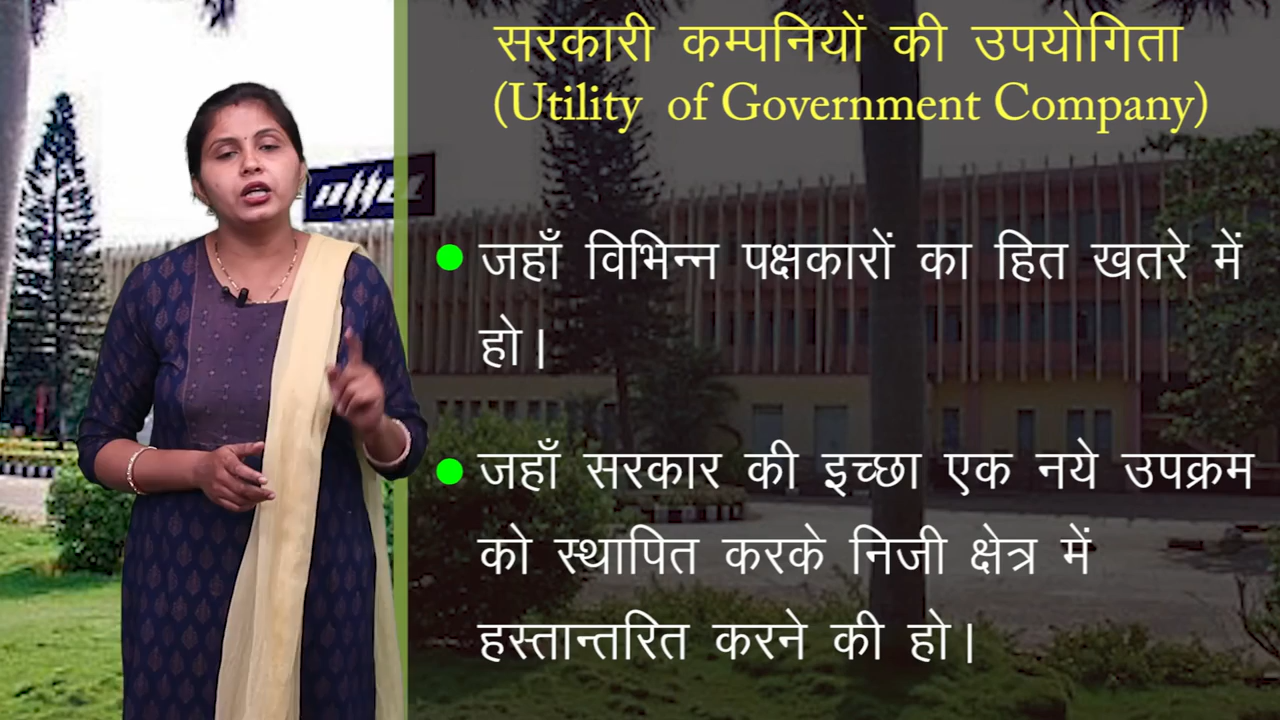 सरकारी कम्पनियों की उपयोगिता
(Utility of Government Company)
जहाँ विभिन्न पक्षकारों का हित खतरे में
हो।
जहाँ सरकार की इच्छा एक नये उपक्रम
को स्थापित करके निजी क्षेत्र में
हस्तान्तरित करने की हो।